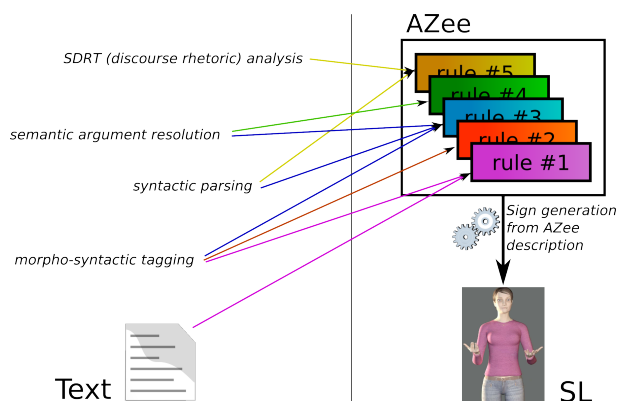 AZee
SDRT (discourse rhetoric) analysis
rule #5
rule #4
semantic argument resolution
rule #3
rule #2
syntactic parsing
rule #1
Sign generation
from AZee
description
morpho-syntactic tagging
Text
SL